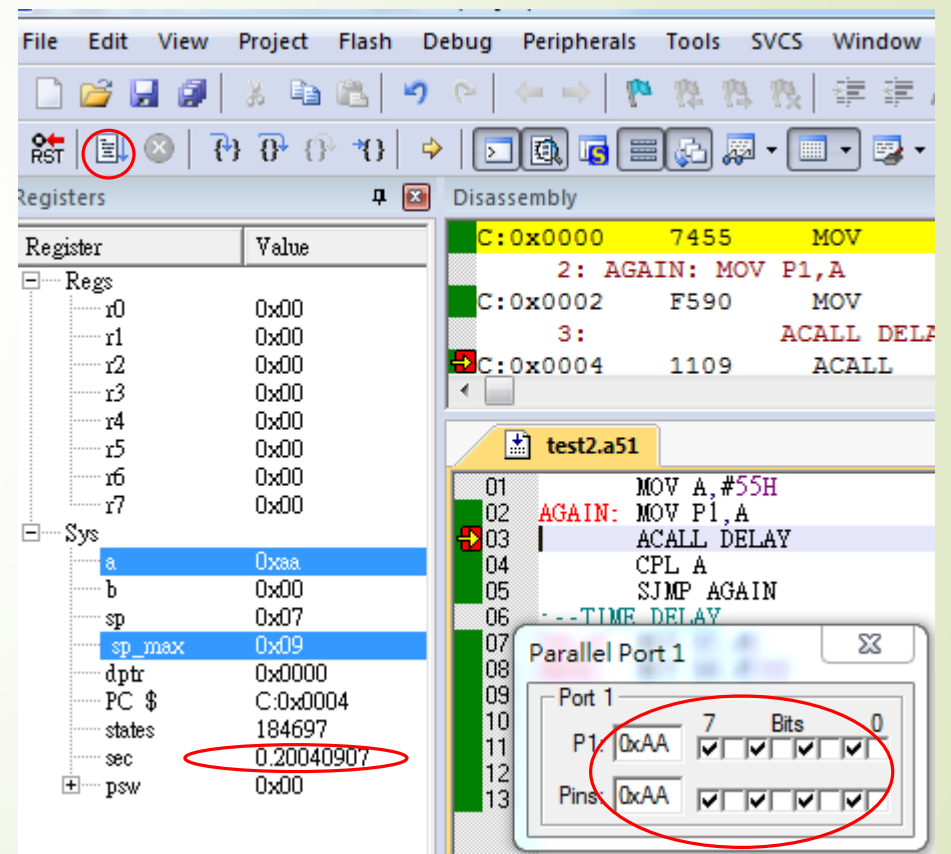 File Edit View Project Flash Debug Peripherals Tools SVCS Window
RST
Registers
Register Value
Regs
r0 0x00
r1 0x00
r2 0x00
r3 0x00
r4 0x00
r5 0x00
r6 0x00
r7 0x00
Sys
a 0xaa
b 0x00
sp 0x07
sp_max 0x09
dptr 0x0000
PC $ C:0x0004
states 184697
sec 0.20040907
psw 0x00
Disassembly
C:0x0000 7455 MOV
2: AGAIN: MOV P1,A
C:0x0002 F590 MOV
3: ACALL DELA
C:0x0004 1109 ACALL
test2.a51
01 MOV A,#55H
02 AGAIN: MOV P1,A
03 ACALL DELAY
04 CPL A
05 SJMP AGAIN
06 ;---TIME DELAY
07
08
09
10
11
12
13
Parallel Port 1
Port 1
7 Bits 0
P1: 0xAA
Pins: 0xAA